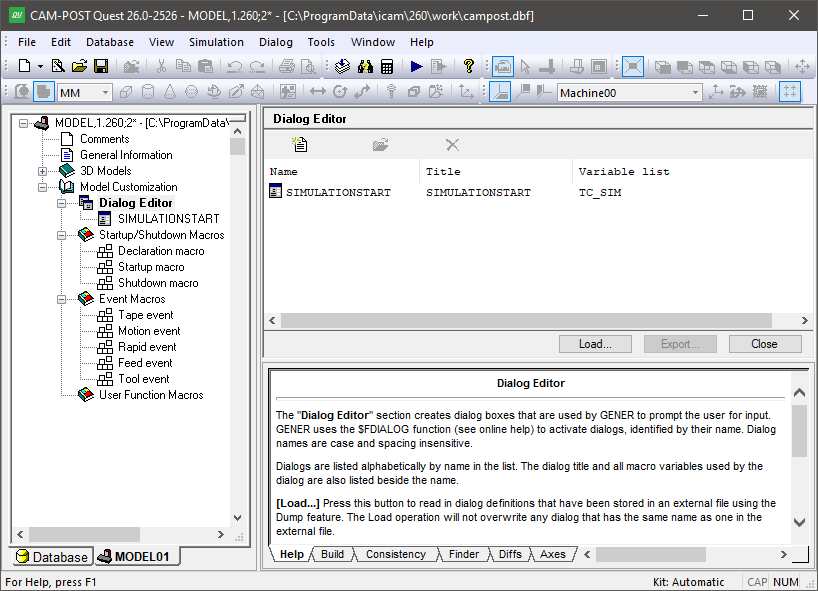 CAM-POST Quest 26.0-2526 - MODEL,1.260;2* - [C:\ProgramData\icam\260\work\campost.dbf]
File Edit Database View Simulation Dialog Tools Window Help
MM
Machine00
MODEL,1.260;2* - [C:\ProgramData\
Comments
General Information
3D Models
Model Customization
Dialog Editor
SIMULATIONSTART
Startup/Shutdown Macros
Declaration macro
Startup macro
Shutdown macro
Event Macros
Tape event
Motion event
Rapid event
Feed event
Tool event
User Function Macros
Database MODEL01
Dialog Editor
Name Title Variable list
SIMULATIONSTART SIMULATIONSTART TC_SIM
Load... Export... Close
Dialog Editor
The "Dialog Editor" section creates dialog boxes that are used by GENER to prompt the user for input.
GENER uses the $FDIALOG function (see online help) to activate dialogs, identified by their name. Dialog
names are case and spacing insensitive.
Dialogs are listed alphabetically by name in the list. The dialog title and all macro variables used by the
dialog are also listed beside the name.
[Load...] Press this button to read in dialog definitions that have been stored in an external file using the
Dump feature. The Load operation will not overwrite any dialog that has the same name as one in the
external file.
Help Build Consistency Finder Diffs Axes
For Help, press F1
Kit: Automatic CAP NUM